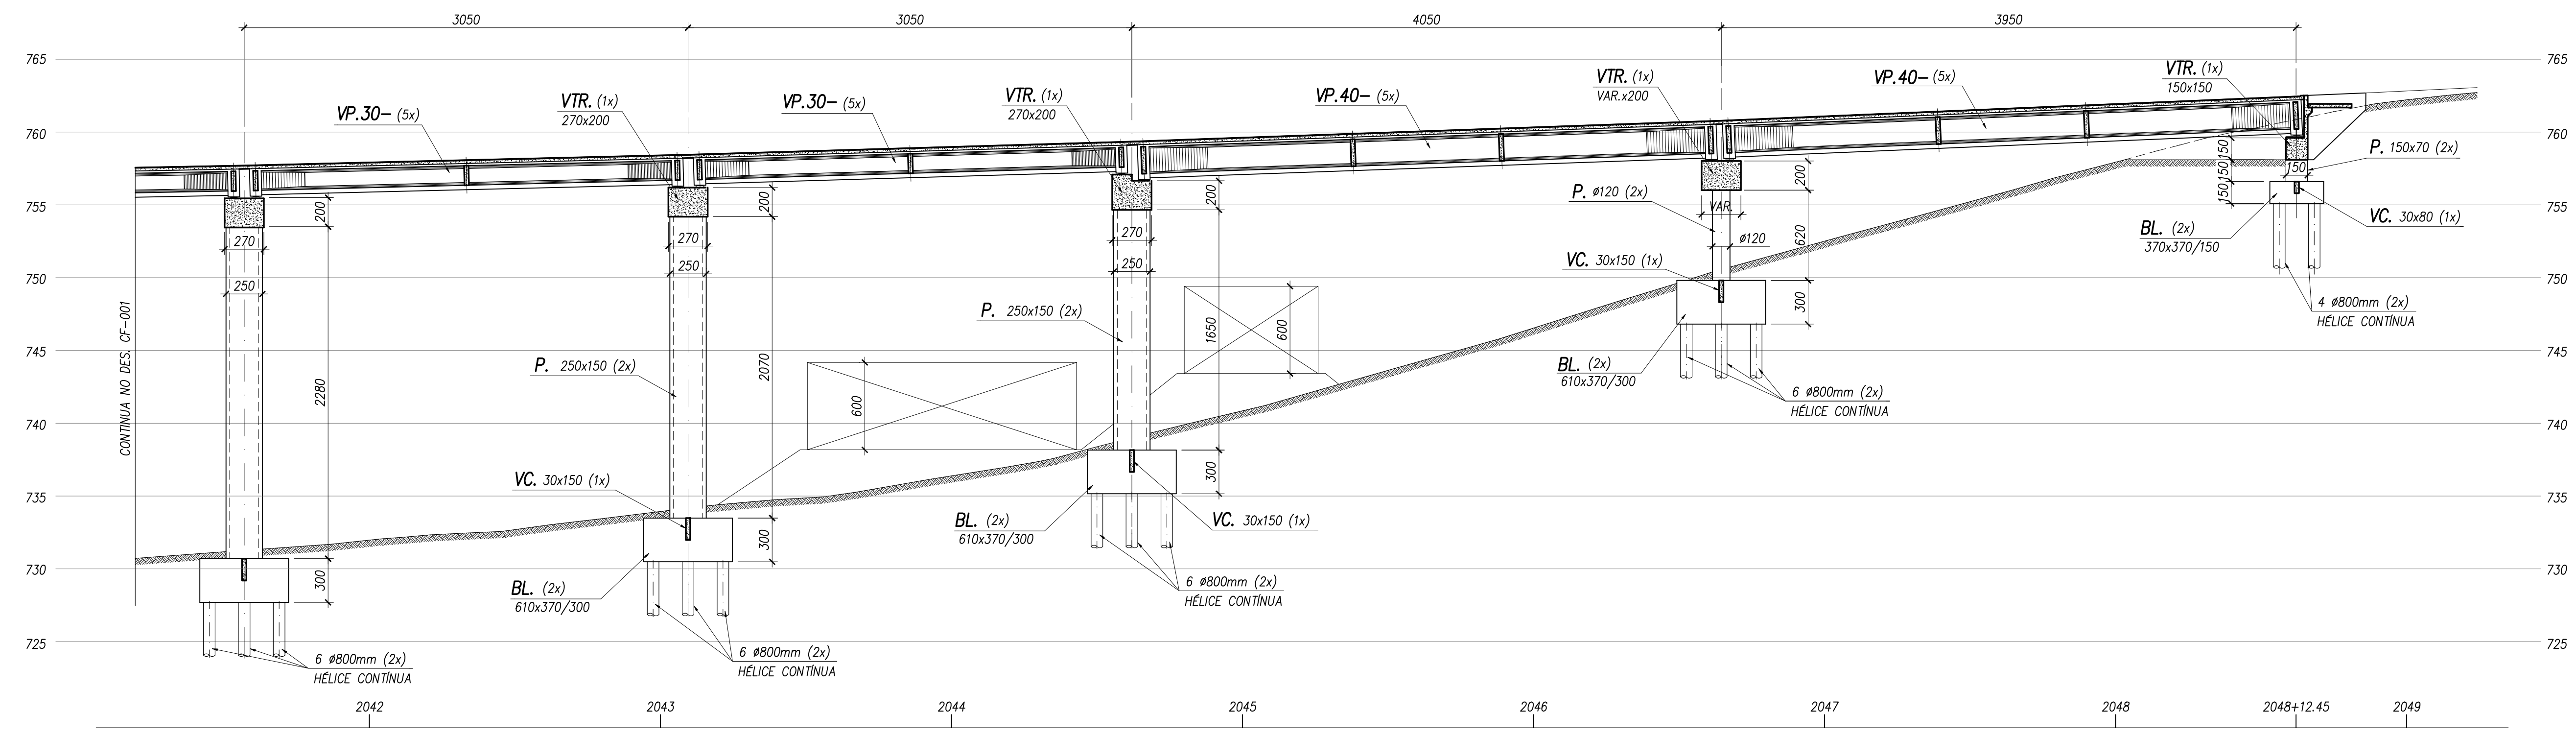 3050
3050
4050
3950
765
765
VTR. (1x)
150x150
VTR. (1x)
VAR.x200
VP.40- (5x)
VP.40- (5x)
VTR. (1x)
270x200
VP.30- (5x)
VTR. (1x)
270x200
VP.30- (5x)
760
760
150
P. 150x70 (2x)
150
150
200
P. ø120 (2x)
150
200
200
200
755
755
VAR.
VC. 30x80 (1x)
BL. (2x)
370x370/150
270
270
270
ø120
620
250
250
250
VC. 30x150 (1x)
750
750
4 ø800mm (2x)
HÉLICE CONTÍNUA
300
P. 250x150 (2x)
1650
600
CONTINUA NO DES. CF-001
745
745
P. 250x150 (2x)
2070
BL. (2x)
610x370/300
6 ø800mm (2x)
HÉLICE CONTÍNUA
2280
600
740
740
VC. 30x150 (1x)
300
735
735
BL. (2x)
610x370/300
VC. 30x150 (1x)
300
730
730
300
BL. (2x)
610x370/300
6 ø800mm (2x)
HÉLICE CONTÍNUA
725
725
6 ø800mm (2x)
HÉLICE CONTÍNUA
6 ø800mm (2x)
HÉLICE CONTÍNUA
2042
2043
2044
2045
2046
2047
2048
2048+12.45
2049